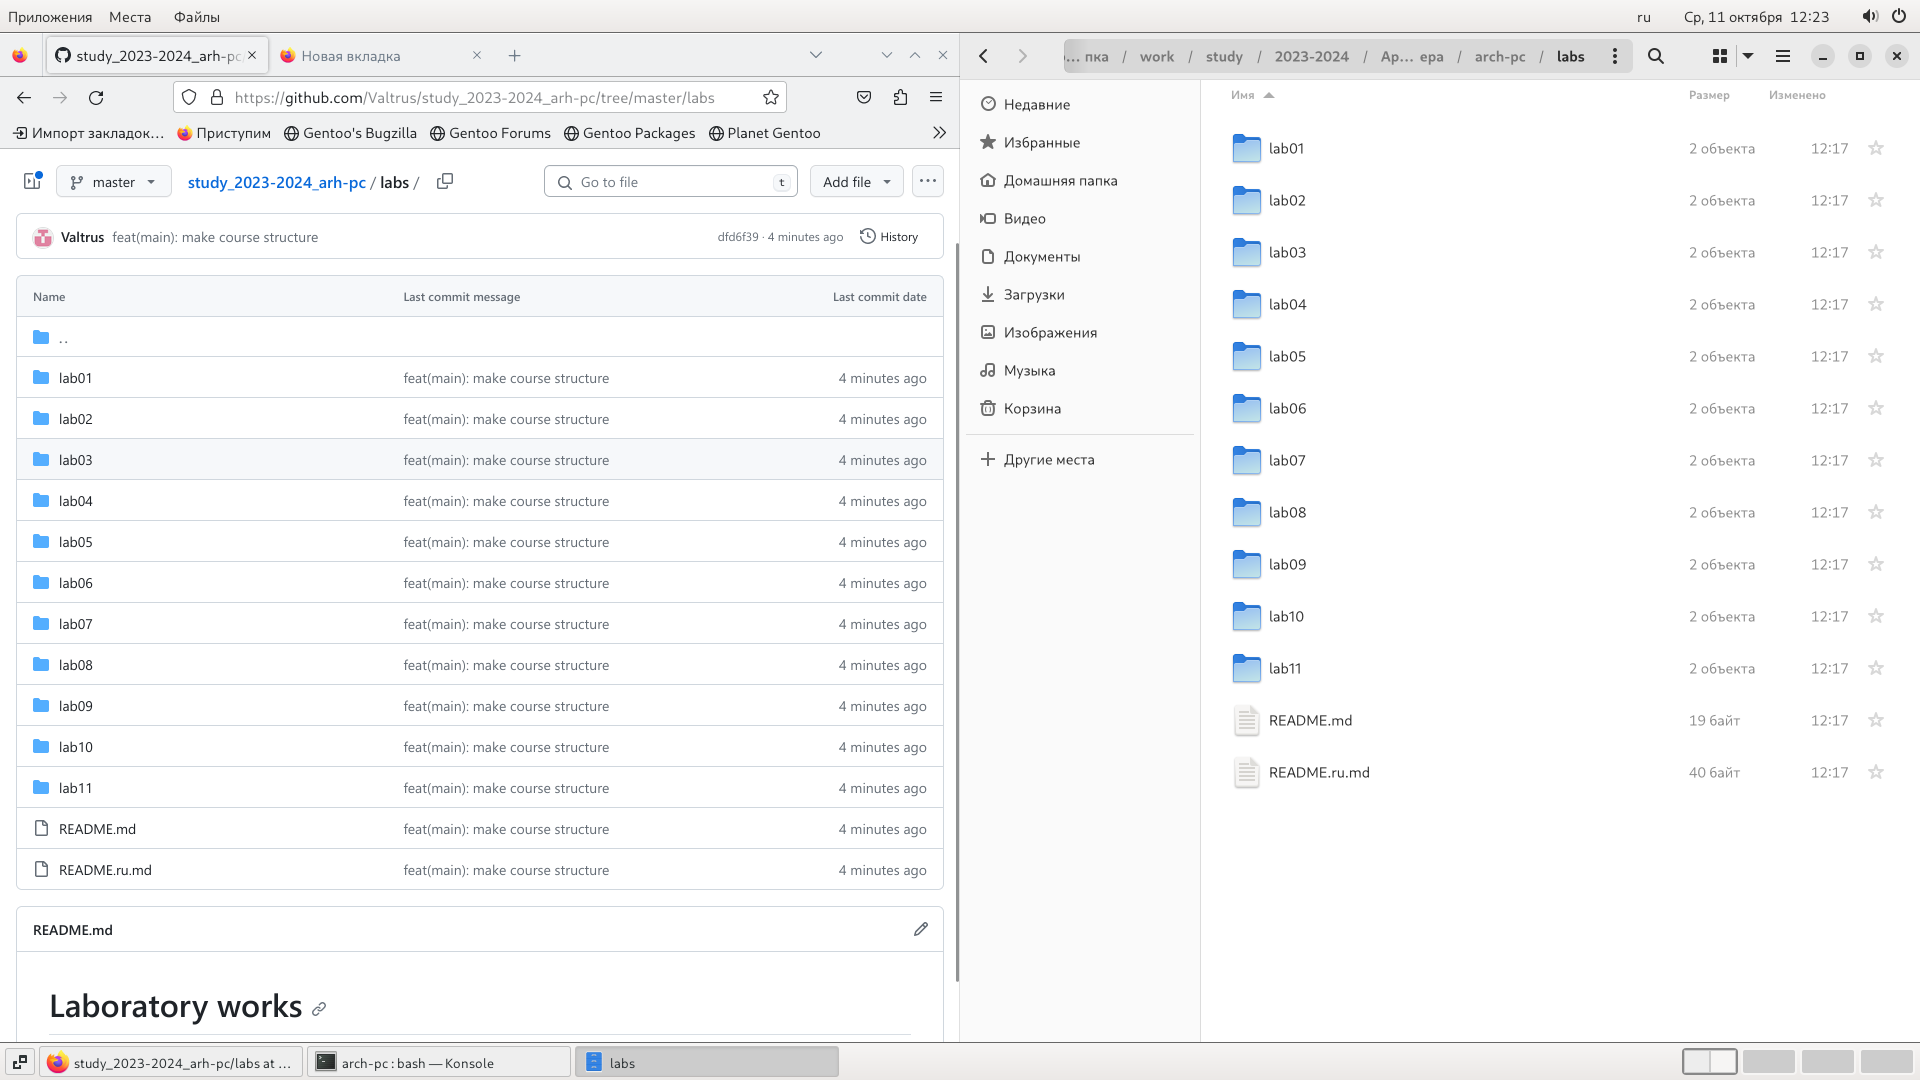 Приложения Места Файлы ru Ср, 11 октября 12:23
study_2023-2024_arh-pc
Новая вкладка
https://github.com/Valtrus/study_2023-2024_arh-pc/tree/master/labs
Импорт закладок… Приступим Gentoo's Bugzilla Gentoo Forums Gentoo Packages Planet Gentoo
master study_2023-2024_arh-pc / labs / Go to file t Add file
Valtrus feat(main): make course structure dfd6f39 · 4 minutes ago History
Name Last commit message Last commit date
..
lab01 feat(main): make course structure 4 minutes ago
lab02 feat(main): make course structure 4 minutes ago
lab03 feat(main): make course structure 4 minutes ago
lab04 feat(main): make course structure 4 minutes ago
lab05 feat(main): make course structure 4 minutes ago
lab06 feat(main): make course structure 4 minutes ago
lab07 feat(main): make course structure 4 minutes ago
lab08 feat(main): make course structure 4 minutes ago
lab09 feat(main): make course structure 4 minutes ago
lab10 feat(main): make course structure 4 minutes ago
lab11 feat(main): make course structure 4 minutes ago
README.md feat(main): make course structure 4 minutes ago
README.ru.md feat(main): make course structure 4 minutes ago
README.md
Laboratory works
… пка / work / study / 2023-2024 / Ар… ера / arch-pc / labs
Недавние
Избранные
Домашняя папка
Видео
Документы
Загрузки
Изображения
Музыка
Корзина
Другие места
Имя Размер Изменено
lab01 2 объекта 12:17
lab02 2 объекта 12:17
lab03 2 объекта 12:17
lab04 2 объекта 12:17
lab05 2 объекта 12:17
lab06 2 объекта 12:17
lab07 2 объекта 12:17
lab08 2 объекта 12:17
lab09 2 объекта 12:17
lab10 2 объекта 12:17
lab11 2 объекта 12:17
README.md 19 байт 12:17
README.ru.md 40 байт 12:17
study_2023-2024_arh-pc/labs at … arch-pc : bash — Konsole labs